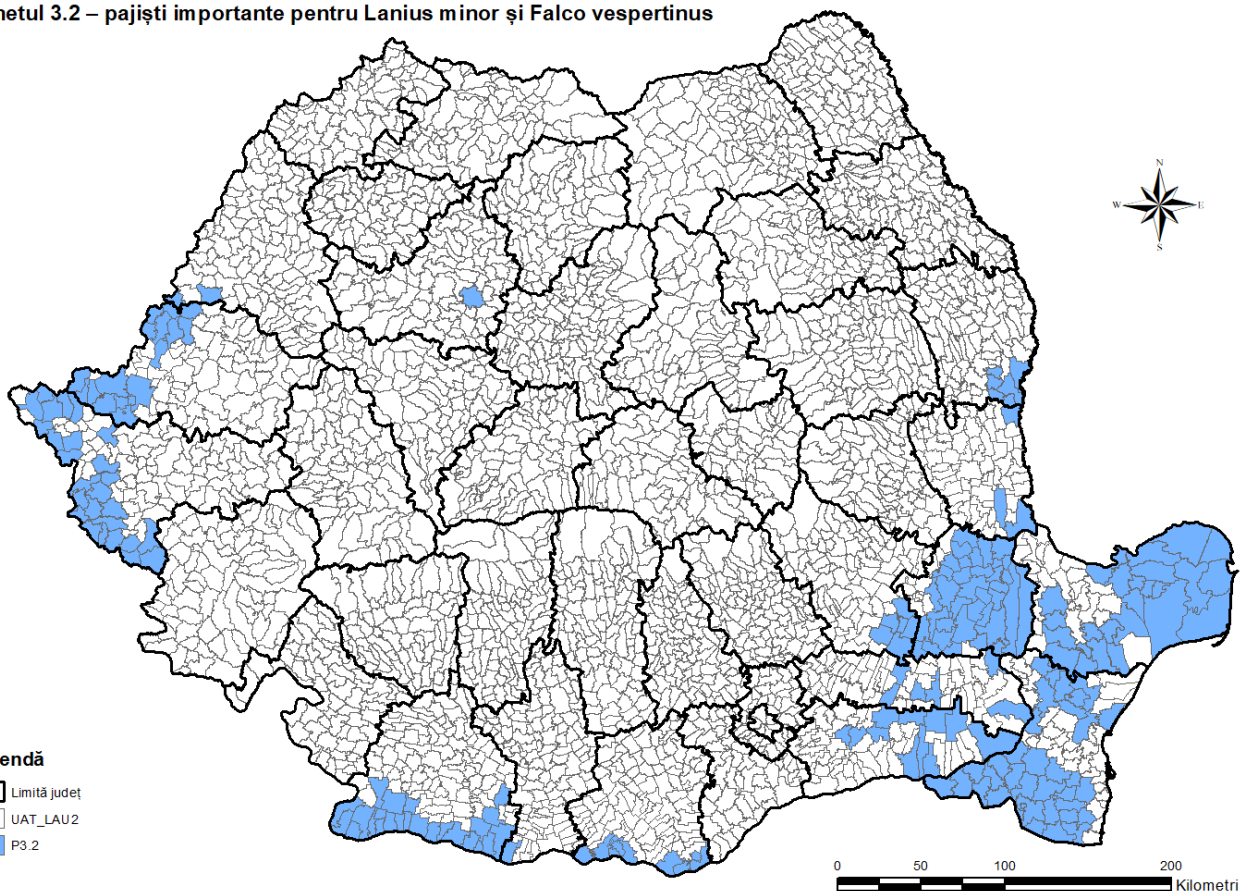 netul 3.2 – pajiști importante pentru Lanius minor și Falco vespertinus
N
W E
S
endă
Limită județ
UAT_LAU2
P3.2
0 50 100 200
Kilometri